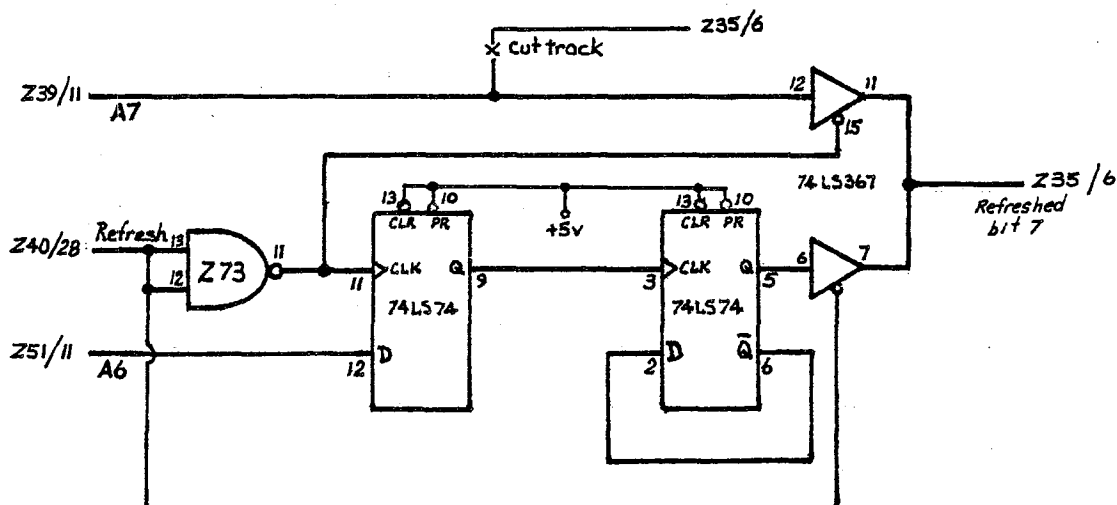 Z35/6
cut track
Z39/11
A7
12
11
15
74LS367
Z35/6
Refreshed
bit 7
Refresh
Z40/28
13
12
Z73
11
13
10
CLR
PR
CLK
Q
11
9
74LS74
D
12
Z51/11
A6
+5v
13
10
CLR
PR
CLK
Q
3
5
74LS74
D
Q̅
2
6
6
7